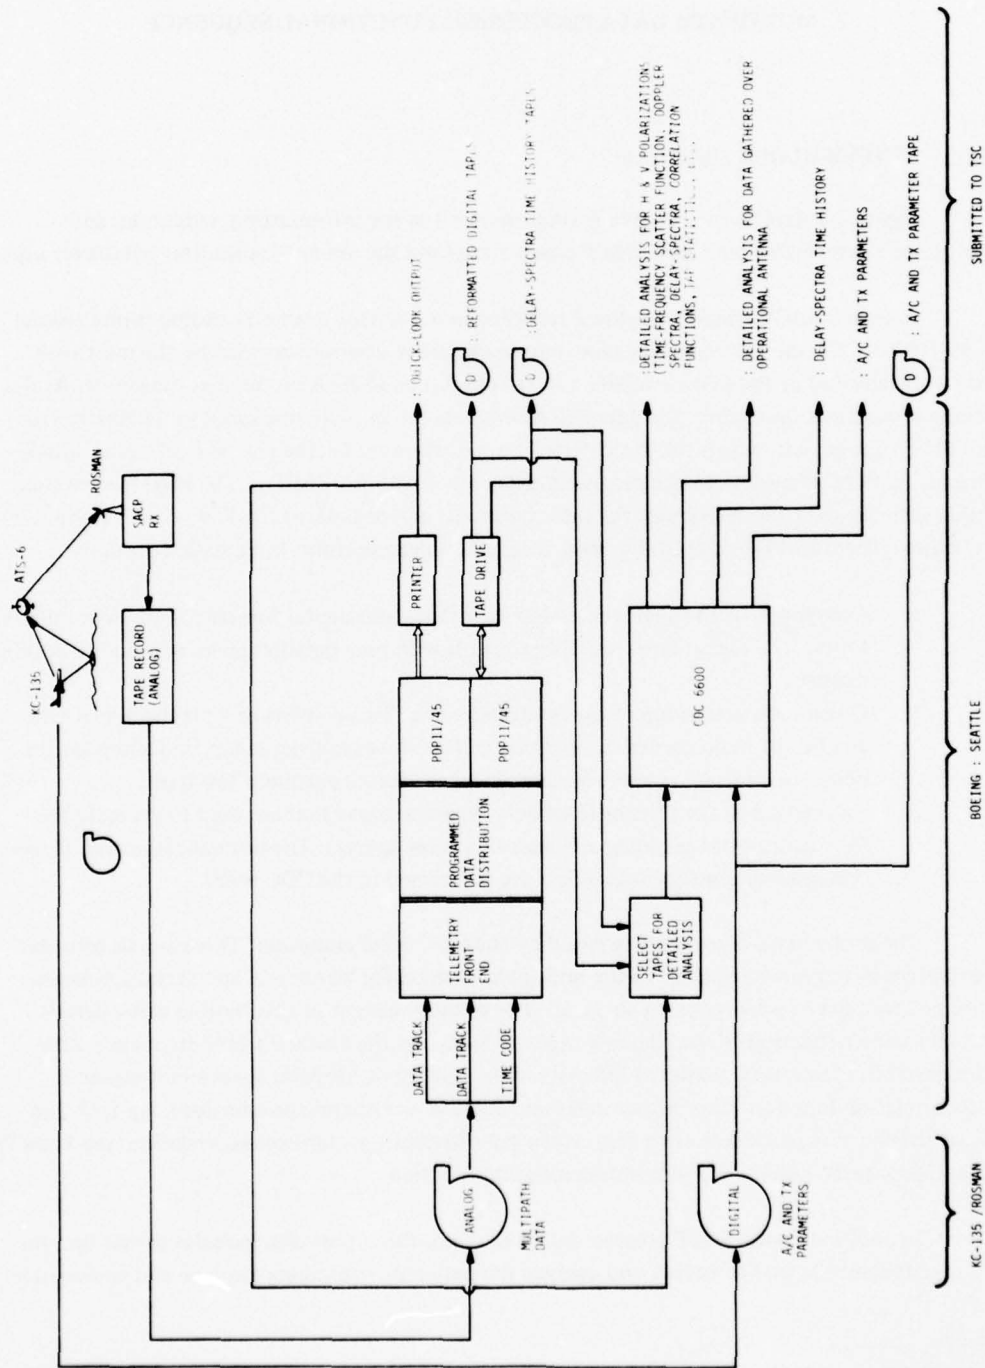 KC-135
ATS-6
ROSMAN
TAPE RECORD
(ANALOG)
SACP
RX
ANALOG
MULTIPATH
DATA
DIGITAL
A/C AND TX
PARAMETERS
DATA TRACK
DATA TRACK
TIME CODE
TELEMETRY
FRONT
END
PROGRAMMED
DATA
DISTRIBUTION
PDP11/45
PDP11/45
PRINTER
TAPE DRIVE
SELECT
TAPES FOR
DETAILED
ANALYSIS
CDC 6600
: QUICK-LOOK OUTPUT
D
: REFORMATTED DIGITAL TAPES
D
:DELAY-SPECTRA TIME HISTORY TAPES
:DETAILED ANALYSIS FOR H & V POLARIZATIONS
(TIME-FREQUENCY SCATTER FUNCTION, DOPPLER
SPECTRA, DELAY-SPECTRA, CORRELATION
FUNCTIONS, TAP STATISTICS,
: DETAILED ANALYSIS FOR DATA GATHERED OVER
OPERATIONAL ANTENNA
: DELAY-SPECTRA TIME HISTORY
: A/C AND TX PARAMETERS
D
: A/C AND TX PARAMETER TAPE
KC-135 /ROSMAN
BOEING : SEATTLE
SUBMITTED TO TSC